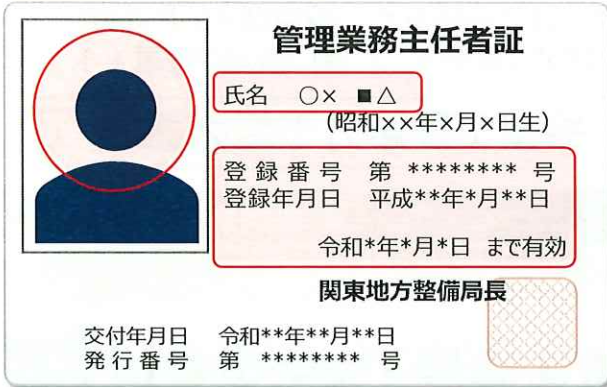 管理業務主任者証
氏名 ○× ■△
(昭和××年×月×日生)
登録番号 第 ******** 号
登録年月日 平成**年*月**日
令和*年*月*日 まで有効
関東地方整備局長
交付年月日 令和**年**月**日
発行番号 第 ******** 号